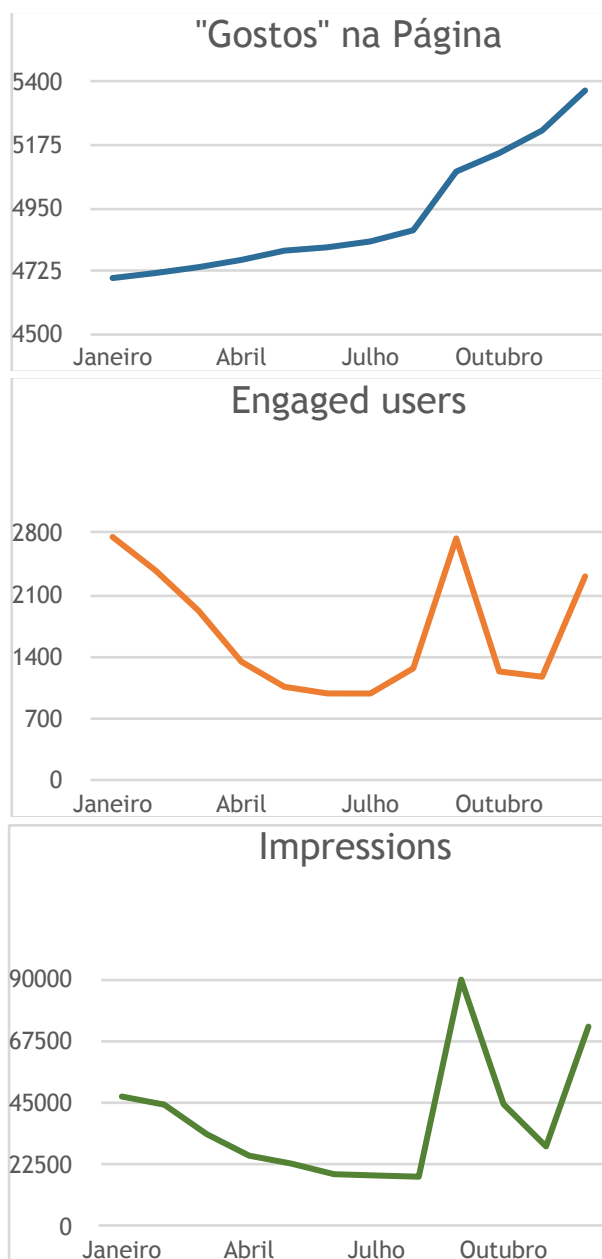 "Gostos" na Página
5400
5175
4950
4725
4500
Janeiro Abril Julho Outubro
Engaged users
2800
2100
1400
700
0
Janeiro Abril Julho Outubro
Impressions
90000
67500
45000
22500
0
Janeiro Abril Julho Outubro